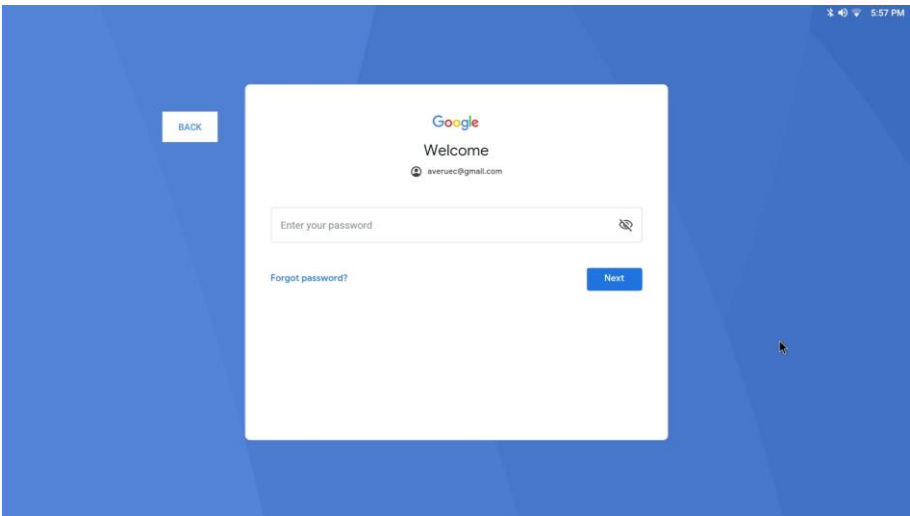 5:57 PM
BACK
Google
Welcome
averuec@gmail.com
Enter your password
Forgot password?
Next